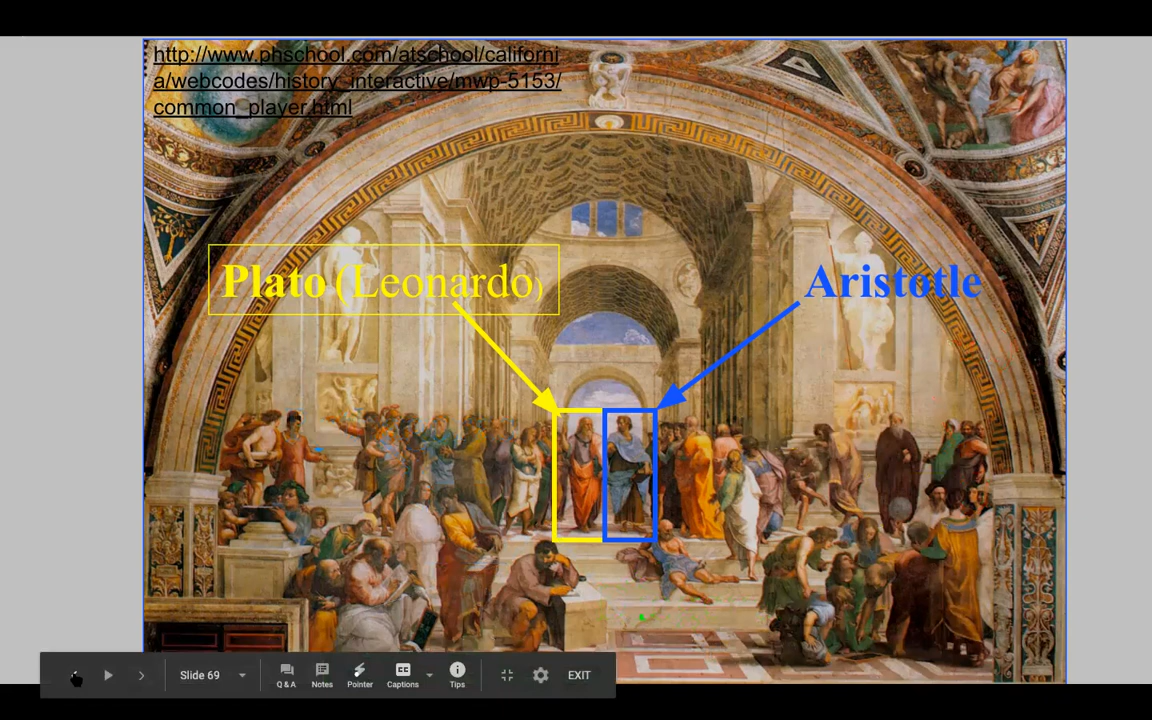 http://www.phschool.com/atschool/californi
a/webcodes/history_interactive/mwp-5153/
common_player.html
Plato (Leonardo)
Aristotle
Slide 69
Q & A
Notes
Pointer
CC
Captions
Tips
EXIT